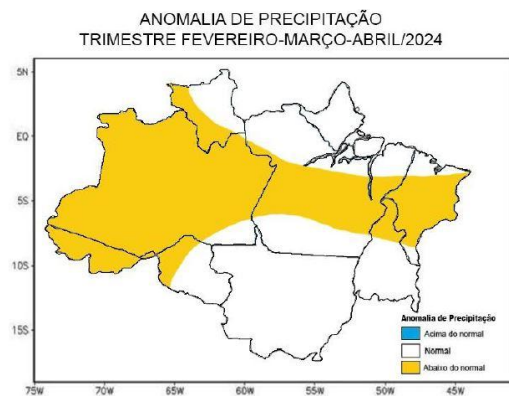 ANOMALIA DE PRECIPITAÇÃO
TRIMESTRE FEVEREIRO-MARÇO-ABRIL/2024
5N
EQ
5S
10S
15S
Anomalia de Precipitação
Acima do normal
Normal
Abaixo do normal
75W 70W 65W 60W 55W 50W 45W